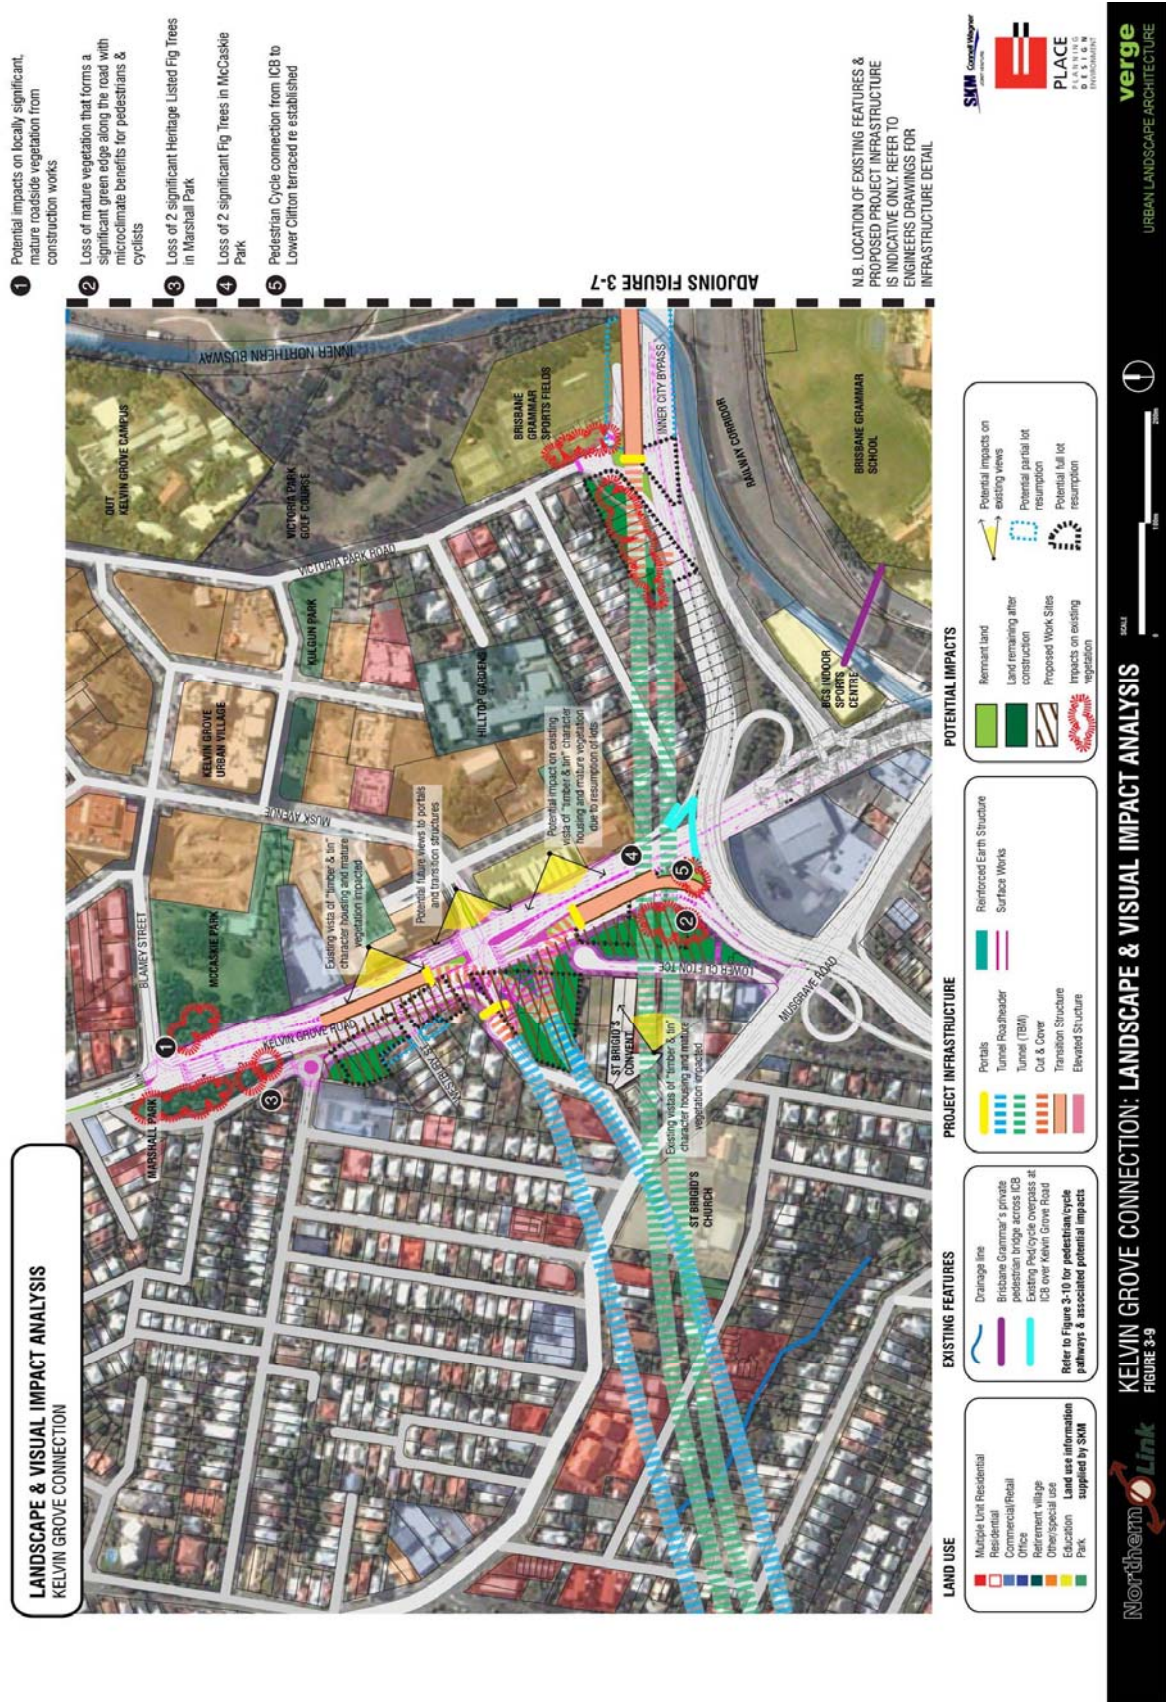 LANDSCAPE & VISUAL IMPACT ANALYSIS
KELVIN GROVE CONNECTION
1 Potential impacts on locally significant,
mature roadside vegetation from
construction works
2 Loss of mature vegetation that forms a
significant green edge along the road with
microclimate benefits for pedestrians &
cyclists
3 Loss of 2 significant Heritage Listed Fig Trees
in Marshall Park
4 Loss of 2 significant Fig Trees in McCaskie
Park
5 Pedestrian Cycle connection from ICB to
Lower Clifton terraced re established
ADJOINS FIGURE 3-7
N.B. LOCATION OF EXISTING FEATURES &
PROPOSED PROJECT INFRASTRUCTURE
IS INDICATIVE ONLY. REFER TO
ENGINEERS DRAWINGS FOR
INFRASTRUCTURE DETAIL
QUT
KELVIN GROVE CAMPUS
INNER NORTHERN BUSWAY
VICTORIA PARK
GOLF COURSE
BRISBANE
GRAMMAR
SPORTS FIELDS
VICTORIA PARK ROAD
KULGUN PARK
KELVIN GROVE
URBAN VILLAGE
MUSK AVENUE
HILLTOP GARDENS
INNER CITY BYPASS
RAILWAY CORRIDOR
BRISBANE GRAMMAR
SCHOOL
BGS INDOOR
SPORTS
CENTRE
BLAMEY STREET
MCCASKIE PARK
1
MARSHALL PARK
KELVIN GROVE ROAD
3
Existing vista of "timber & tin"
character housing and mature
vegetation impacted
Potential future views to portals
and transition structures
Potential impact on existing
vista of "timber & tin" character
housing and mature vegetation
due to resumption of lots
4
5
2
WESTBURY ST
ST BRIGID'S
CONVENT
LOWER CLIFTON TCE
MUSGRAVE ROAD
Existing vistas of "timber & tin"
character housing and mature
vegetation impacted
ST BRIGID'S
CHURCH
LAND USE
Multiple Unit Residential
Residential
Commercial/Retail
Office
Retirement village
Other/special use
Education
Park
Land use information
supplied by SKM
EXISTING FEATURES
Drainage line
Brisbane Grammar's private
pedestrian bridge across ICB
Existing Ped/cycle overpass at
ICB over Kelvin Grove Road
Refer to Figure 3-10 for pedestrian/cycle
pathways & associated potential impacts
PROJECT INFRASTRUCTURE
Portals
Tunnel Roadheader
Tunnel (TBM)
Cut & Cover
Transition Structure
Elevated Structure
Reinforced Earth Structure
Surface Works
POTENTIAL IMPACTS
Remnant land
Land remaining after
construction
Proposed Work Sites
Impacts on existing
vegetation
Potential impacts on
existing views
Potential partial lot
resumption
Potential full lot
resumption
SKM Connell Wagner
JOINT VENTURE
PLACE
PLANNING
DESIGN
ENVIRONMENT
Northern Link
KELVIN GROVE CONNECTION: LANDSCAPE & VISUAL IMPACT ANALYSIS
FIGURE 3-9
SCALE
0 100m 200m
verge
URBAN LANDSCAPE ARCHITECTURE